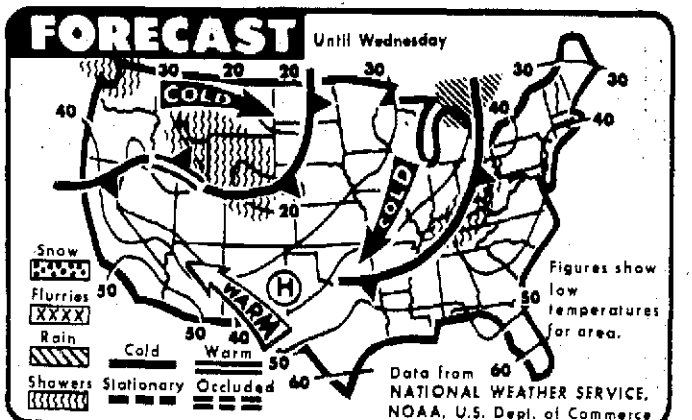 FORECAST
Until Wednesday
30 20 20 30 30 30
COLD
40 40 40
20
COLD
Snow
Flurries
Rain
Showers
50
WARM
H
50 40 50 60
Cold Warm
Stationary Occluded
50
60
Figures show
low
temperatures
for area.
Data from
NATIONAL WEATHER SERVICE,
NOAA, U.S. Dept. of Commerce